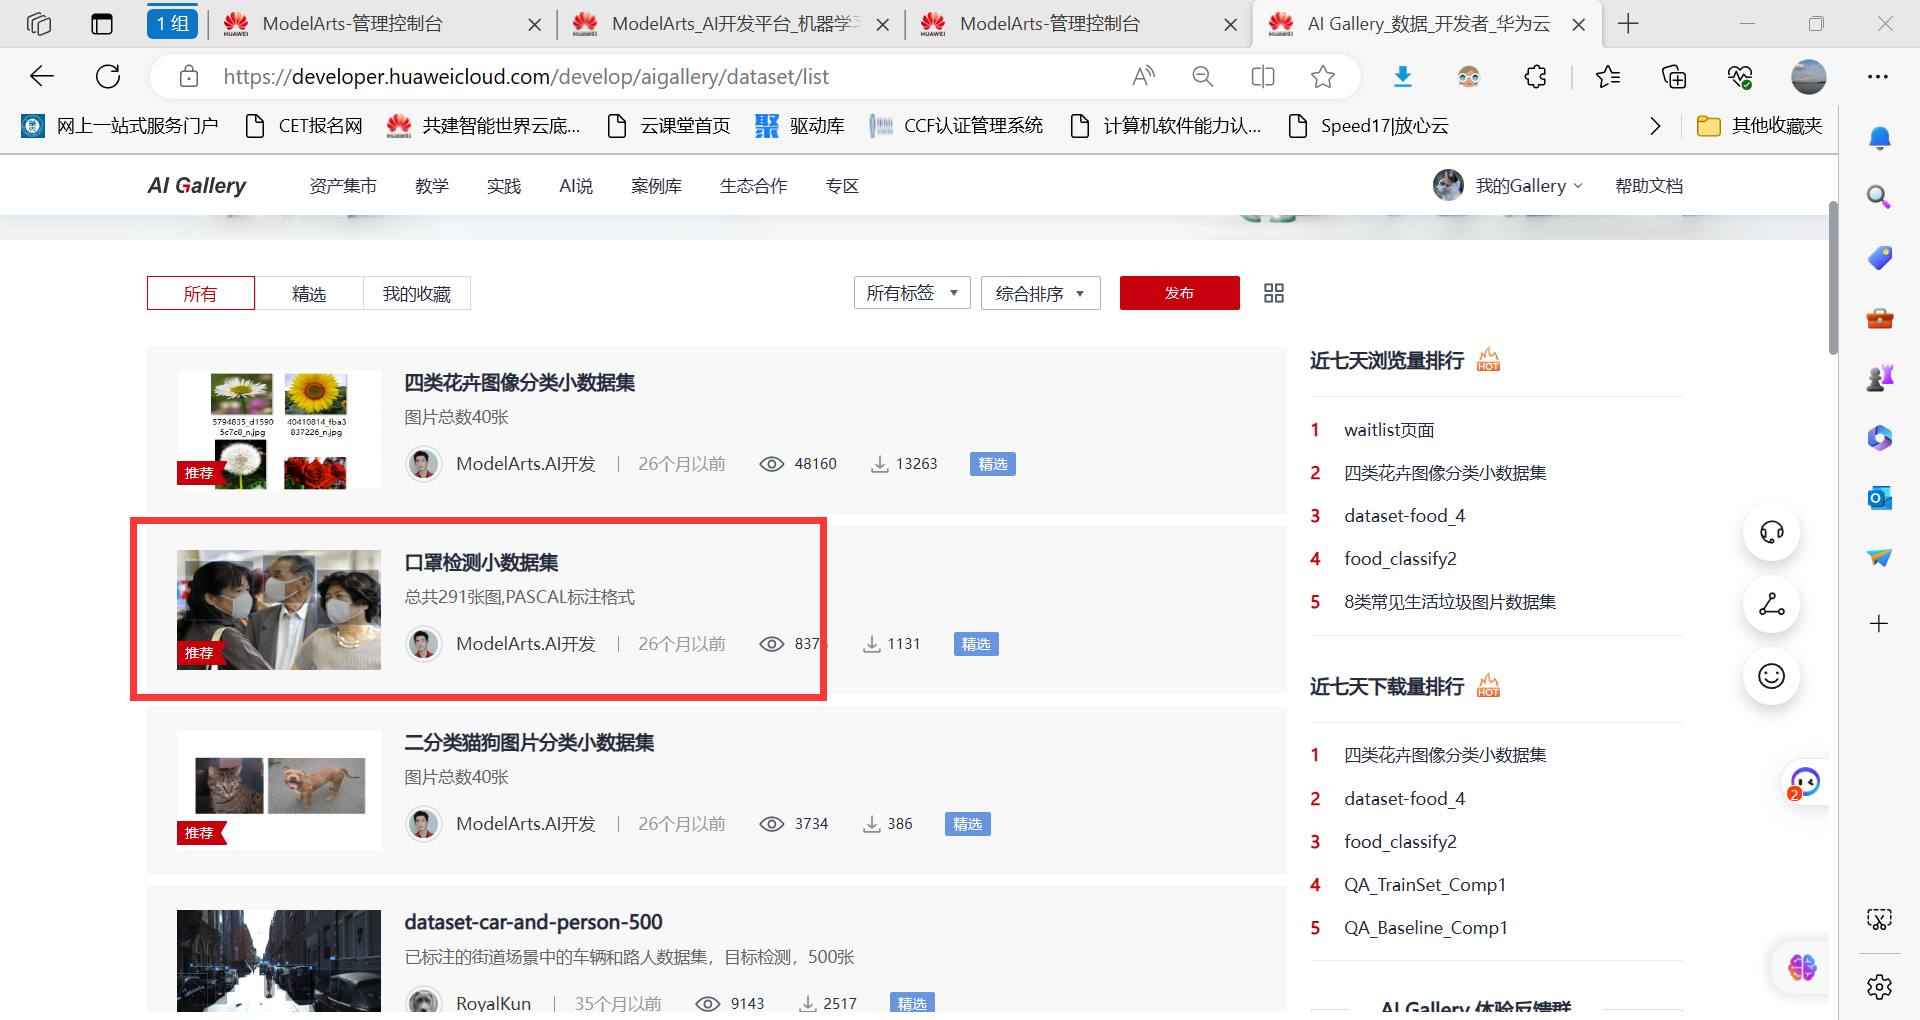 1 组
ModelArts-管理控制台
ModelArts_AI开发平台_机器学习
ModelArts-管理控制台
AI Gallery_数据_开发者_华为云
https://developer.huaweicloud.com/develop/aigallery/dataset/list
网上一站式服务门户
CET报名网
共建智能世界云底...
云课堂首页
驱动库
CCF认证管理系统
计算机软件能力认...
Speed17|放心云
其他收藏夹
AI Gallery
资产集市
教学
实践
AI说
案例库
生态合作
专区
我的Gallery
帮助文档
所有
精选
我的收藏
所有标签
综合排序
发布
四类花卉图像分类小数据集
图片总数40张
5794835_d1590
5c7c8_n.jpg
40410814_fba3
837226_n.jpg
推荐
ModelArts.AI开发
26个月以前
48160
13263
精选
口罩检测小数据集
总共291张图,PASCAL标注格式
推荐
ModelArts.AI开发
26个月以前
837
1131
精选
二分类猫狗图片分类小数据集
图片总数40张
推荐
ModelArts.AI开发
26个月以前
3734
386
精选
dataset-car-and-person-500
已标注的街道场景中的车辆和路人数据集，目标检测，500张
RoyalKun
35个月以前
9143
2517
精选
近七天浏览量排行
HOT
1 waitlist页面
2 四类花卉图像分类小数据集
3 dataset-food_4
4 food_classify2
5 8类常见生活垃圾图片数据集
近七天下载量排行
HOT
1 四类花卉图像分类小数据集
2 dataset-food_4
3 food_classify2
4 QA_TrainSet_Comp1
5 QA_Baseline_Comp1
AI Gallery 体验反馈群
2